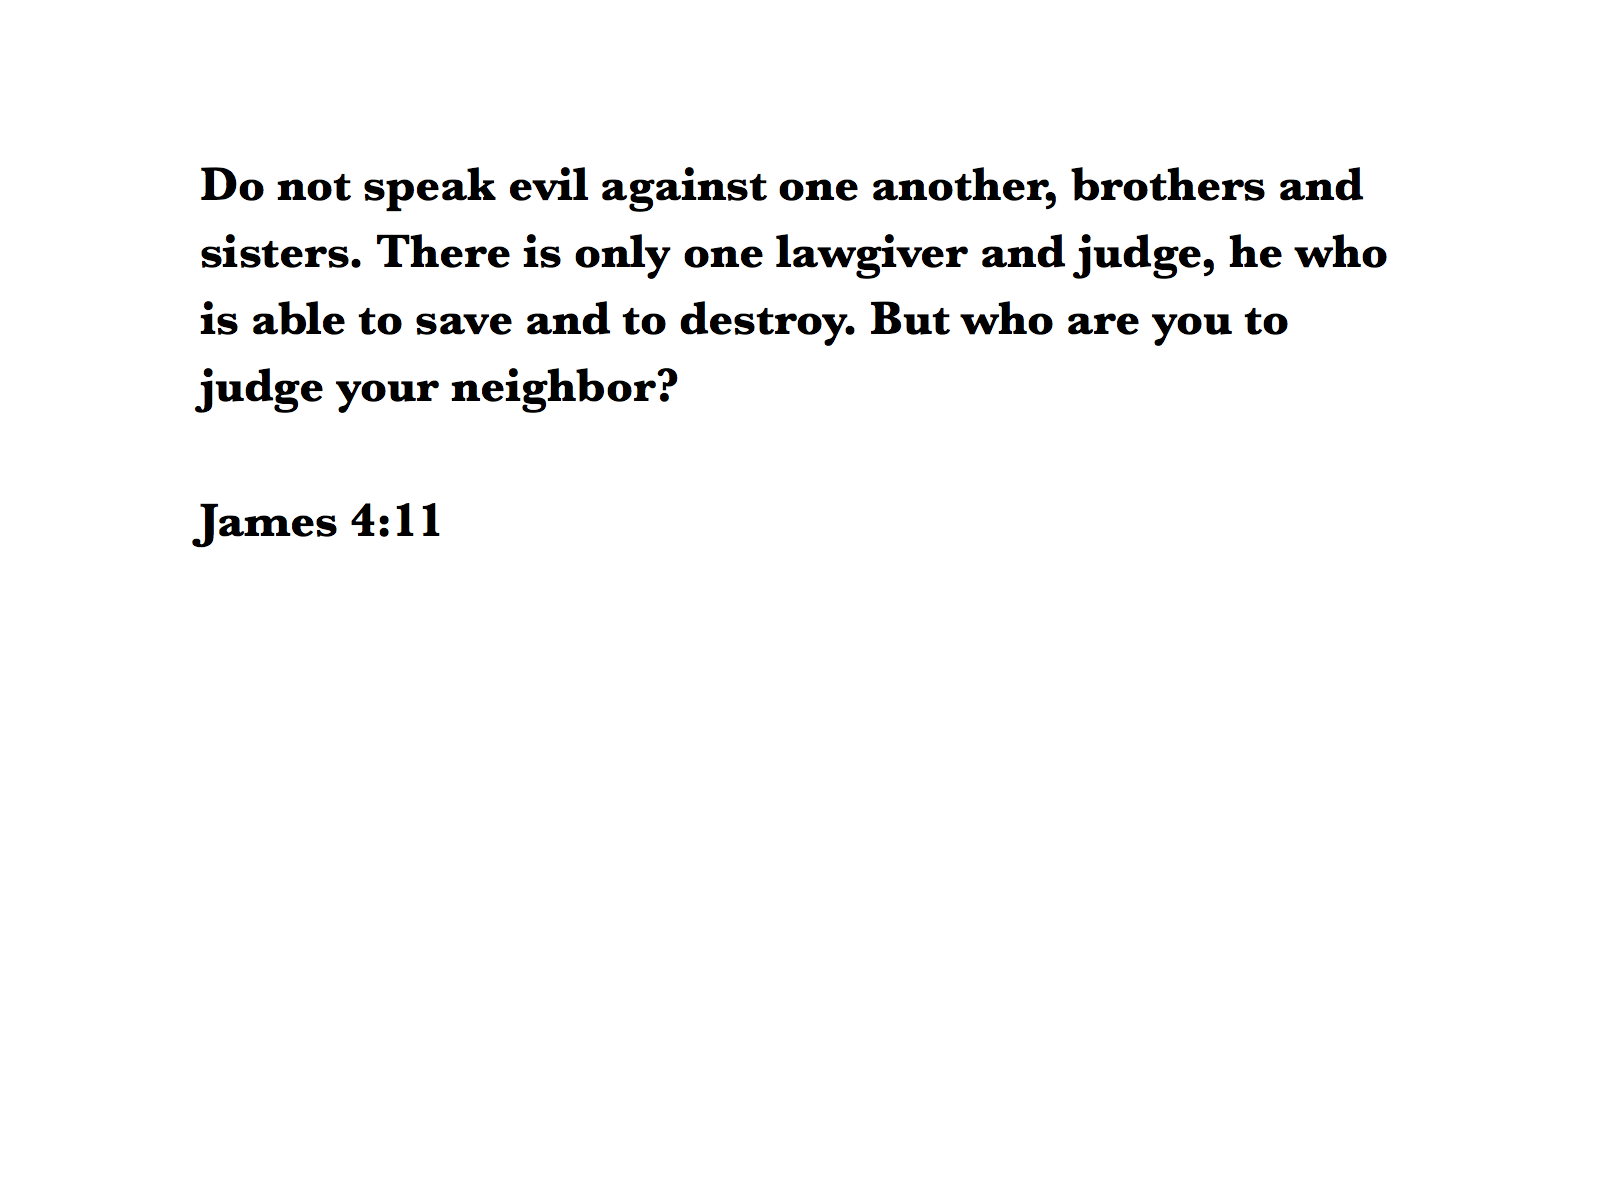 Do not speak evil against one another, brothers and
sisters. There is only one lawgiver and judge, he who
is able to save and to destroy. But who are you to
judge your neighbor?
James 4:11